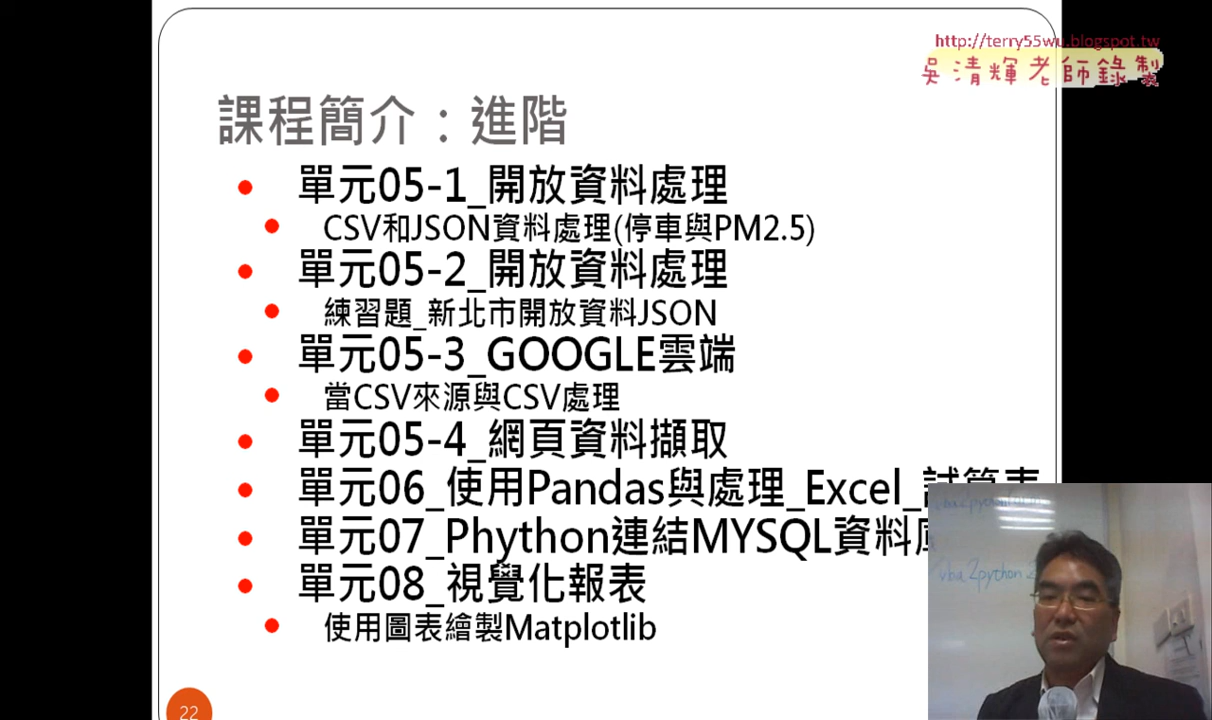 http://terry55wu.blogspot.tw
吳清輝老師錄製
課程簡介：進階
單元05-1_開放資料處理
CSV和JSON資料處理(停車與PM2.5)
單元05-2_開放資料處理
練習題_新北市開放資料JSON
單元05-3_GOOGLE雲端
當CSV來源與CSV處理
單元05-4_網頁資料擷取
單元06_使用Pandas與處理_Excel_試算表
單元07_Phython連結MYSQL資料庫
單元08_視覺化報表
使用圖表繪製Matplotlib
vba2python
22